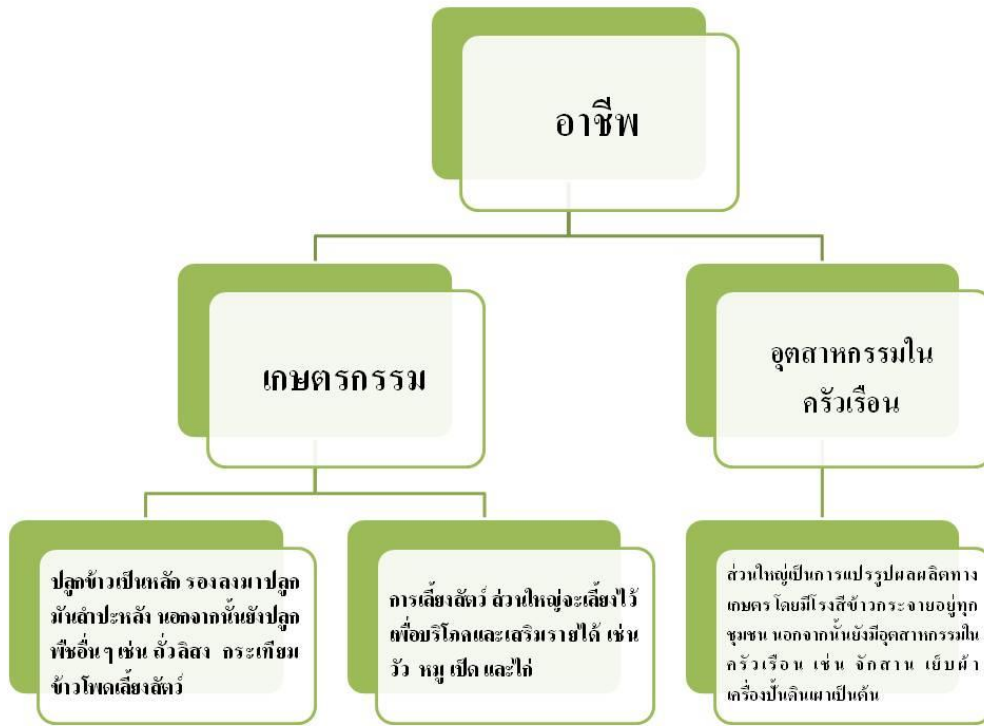 อาชีพ
เกษตรกรรม
อุตสาหกรรมใน
ครัวเรือน
ปลูกข้าวเป็นหลัก รองลงมาปลูก
มันสำปะหลัง นอกจากนั้นยังปลูก
พืชอื่น ๆ เช่น ถั่วลิสง กระเทียม
ข้าวโพดเลี้ยงสัตว์
การเลี้ยงสัตว์ ส่วนใหญ่จะเลี้ยงไว้
เพื่อบริโภคและเสริมรายได้ เช่น
วัว หมู เป็ด และไก่
ส่วนใหญ่เป็นการแปรรูปผลผลิตทาง
เกษตร โดยมีโรงสีข้าวกระจายอยู่ทุก
ชุมชน นอกจากนั้นยังมีอุตสาหกรรมใน
ครัวเรือน เช่น จักสาน เย็บผ้า
เครื่องปั้นดินเผาเป็นต้น